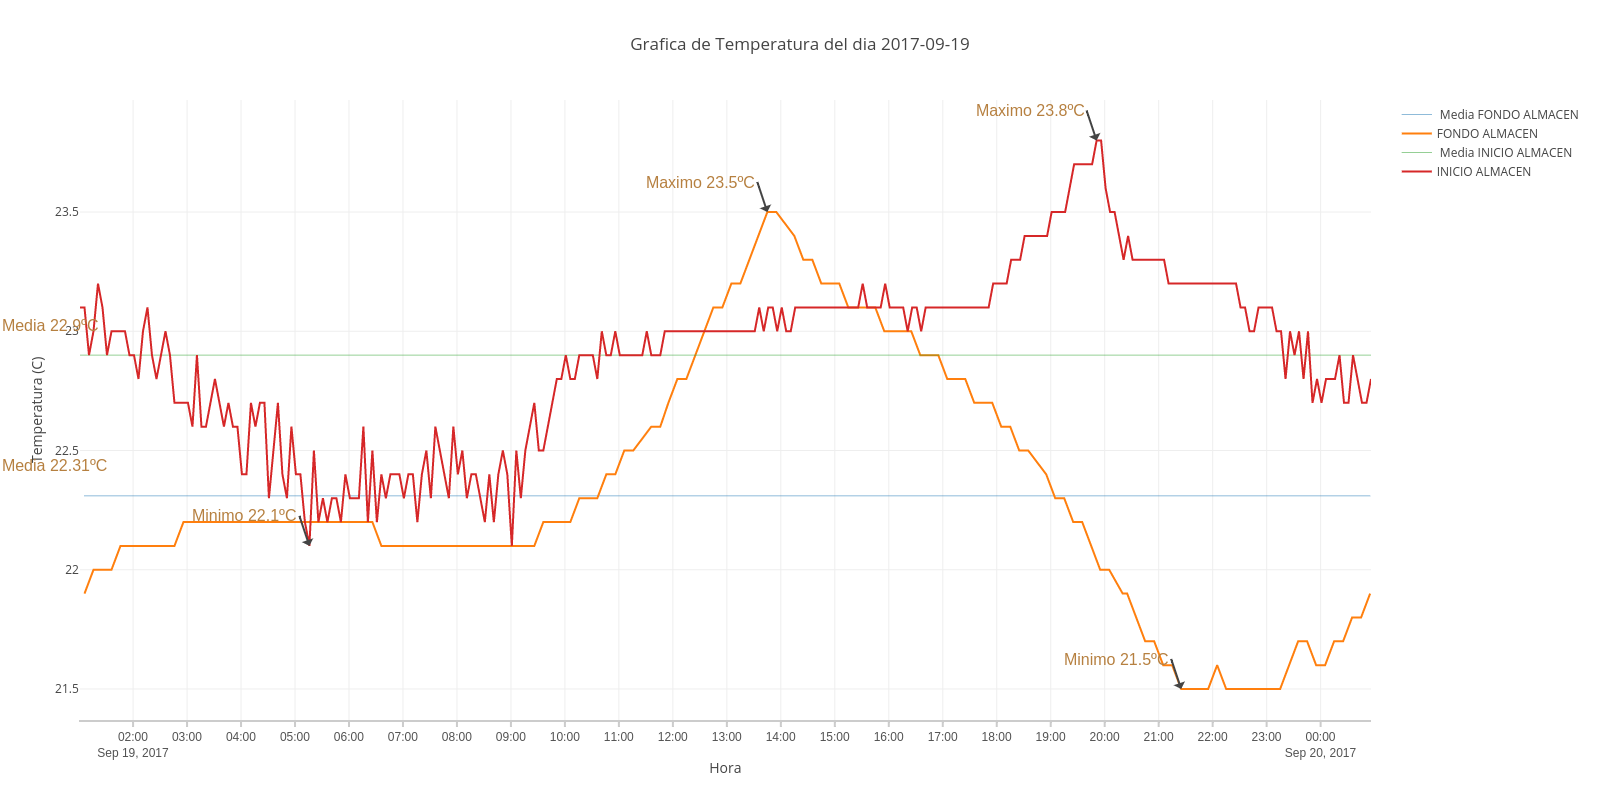 Grafica de Temperatura del dia 2017-09-19
Maximo 23.8ºC
Maximo 23.5ºC
Media 22.9ºC
Media 22.31ºC
Minimo 22.1ºC
Minimo 21.5ºC
Media FONDO ALMACEN
FONDO ALMACEN
Media INICIO ALMACEN
INICIO ALMACEN
Temperatura (C)
23.5
23
22.5
22
21.5
02:00 03:00 04:00 05:00 06:00 07:00 08:00 09:00 10:00 11:00 12:00 13:00 14:00 15:00 16:00 17:00 18:00 19:00 20:00 21:00 22:00 23:00 00:00
Sep 19, 2017 Sep 20, 2017
Hora